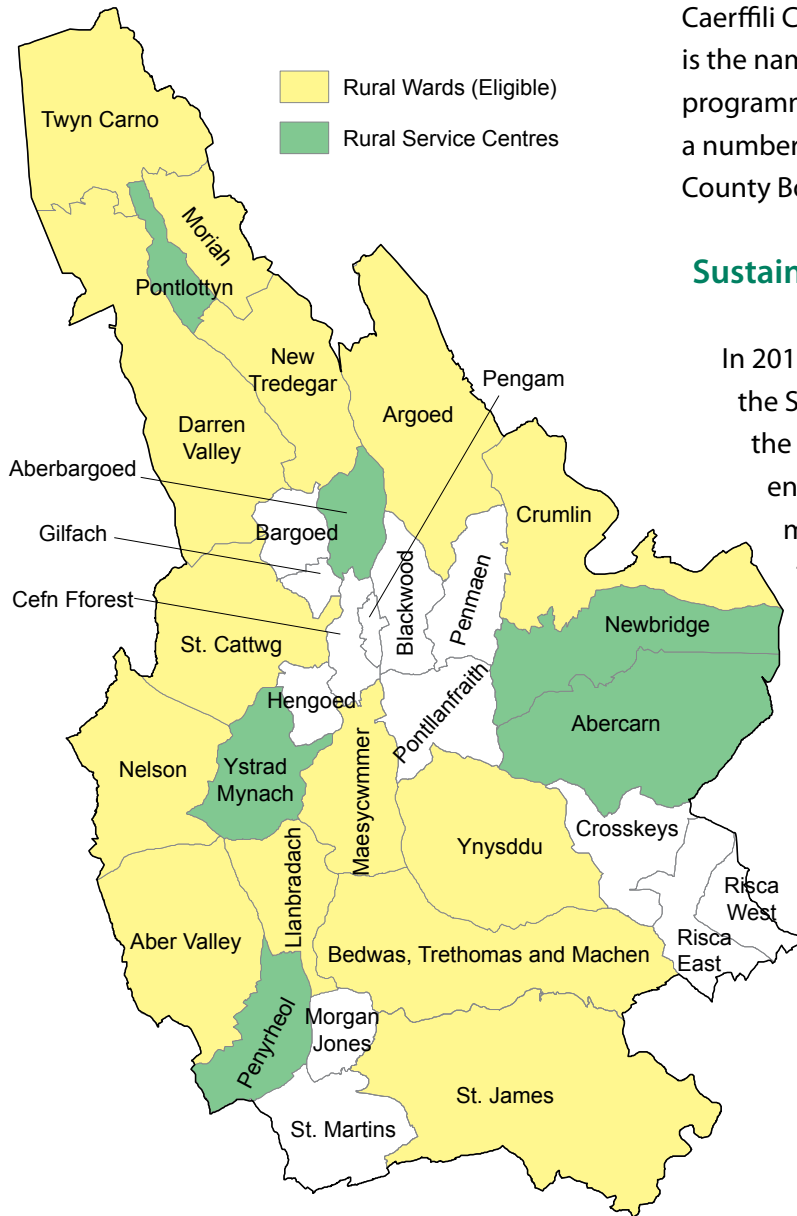 Caerffili C
is the nam
programm
a number
County Bo
Sustain
In 201
the S
the
en
m
Rural Wards (Eligible)
Rural Service Centres
Twyn Carno
Moriah
Pontlottyn
New
Tredegar
Pengam
Argoed
Darren
Valley
Aberbargoed
Crumlin
Bargoed
Gilfach
Blackwood
Penmaen
Cefn Fforest
Newbridge
St. Cattwg
Hengoed
Pontllanfraith
Abercarn
Nelson
Ystrad
Mynach
Maesycwmmer
Crosskeys
Ynysddu
Llanbradach
Risca
West
Risca
East
Aber Valley
Bedwas, Trethomas and Machen
Penyrheol
Morgan
Jones
St. James
St. Martins